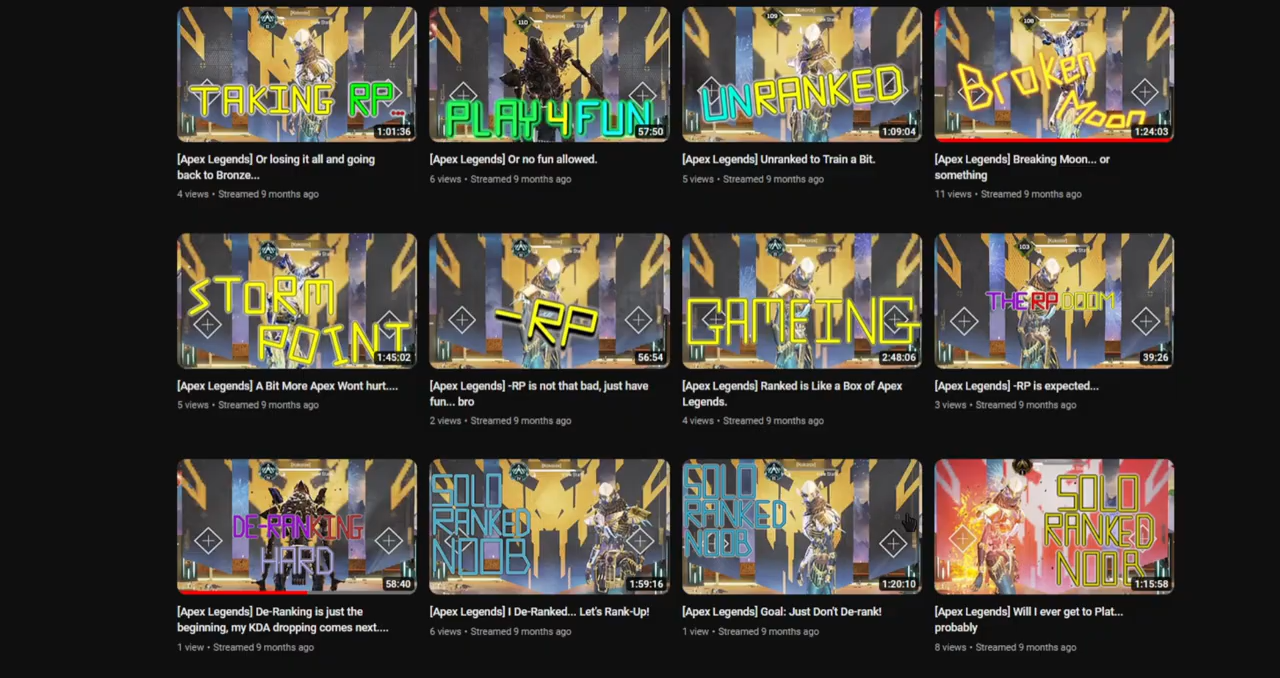 110
109
108
TAKING RP...
PLAY4FUN
UNRANKED
Broken
Moon
1:01:36
57:50
1:09:04
1:24:03
[Apex Legends] Or losing it all and going
back to Bronze...
4 views • Streamed 9 months ago
[Apex Legends] Or no fun allowed.
6 views • Streamed 9 months ago
[Apex Legends] Unranked to Train a Bit.
5 views • Streamed 9 months ago
[Apex Legends] Breaking Moon... or
something
11 views • Streamed 9 months ago
STORM
POINT
1:45:02
-RP
56:54
GAMEING
2:48:06
103
THE RP DOOM
39:26
[Apex Legends] A Bit More Apex Wont hurt....
5 views • Streamed 9 months ago
[Apex Legends] -RP is not that bad, just have
fun... bro
2 views • Streamed 9 months ago
[Apex Legends] Ranked is Like a Box of Apex
Legends.
4 views • Streamed 9 months ago
[Apex Legends] -RP is expected...
3 views • Streamed 9 months ago
DE-RANKING
HARD
58:40
SOLO
RANKED
NOOB
1:59:16
SOLO
RANKED
NOOB
1:20:10
SOLO
RANKED
NOOB
1:15:58
[Apex Legends] De-Ranking is just the
beginning, my KDA dropping comes next....
1 view • Streamed 9 months ago
[Apex Legends] I De-Ranked... Let's Rank-Up!
6 views • Streamed 9 months ago
[Apex Legends] Goal: Just Don't De-rank!
1 view • Streamed 9 months ago
[Apex Legends] Will I ever get to Plat...
probably
8 views • Streamed 9 months ago